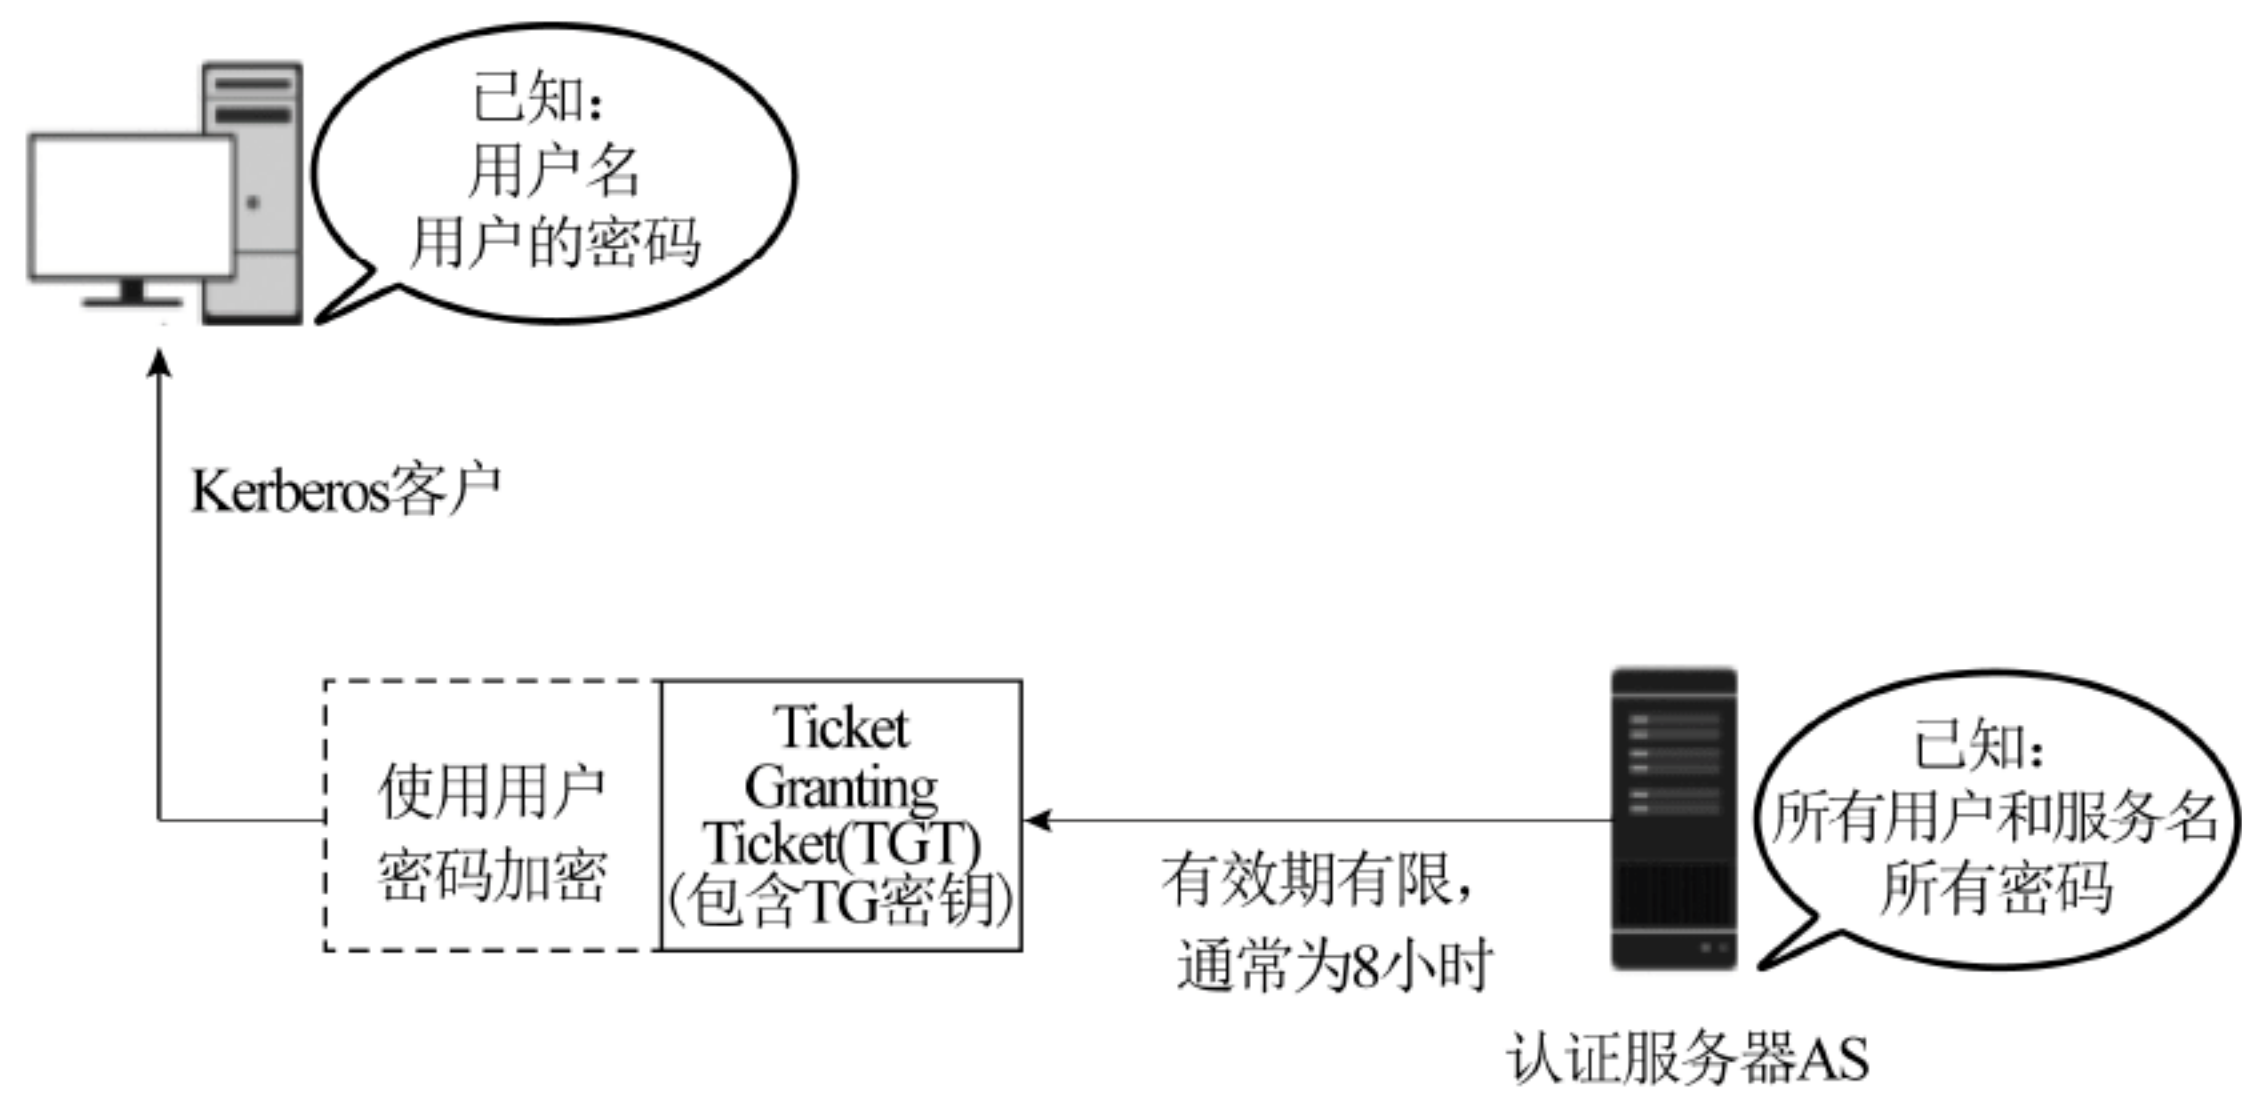 已知：
用户名
用户的密码
Kerberos客户
使用用户
密码加密
Ticket
Granting
Ticket(TGT)
(包含TG密钥)
有效期有限，
通常为8小时
已知：
所有用户和服务名
所有密码
认证服务器AS